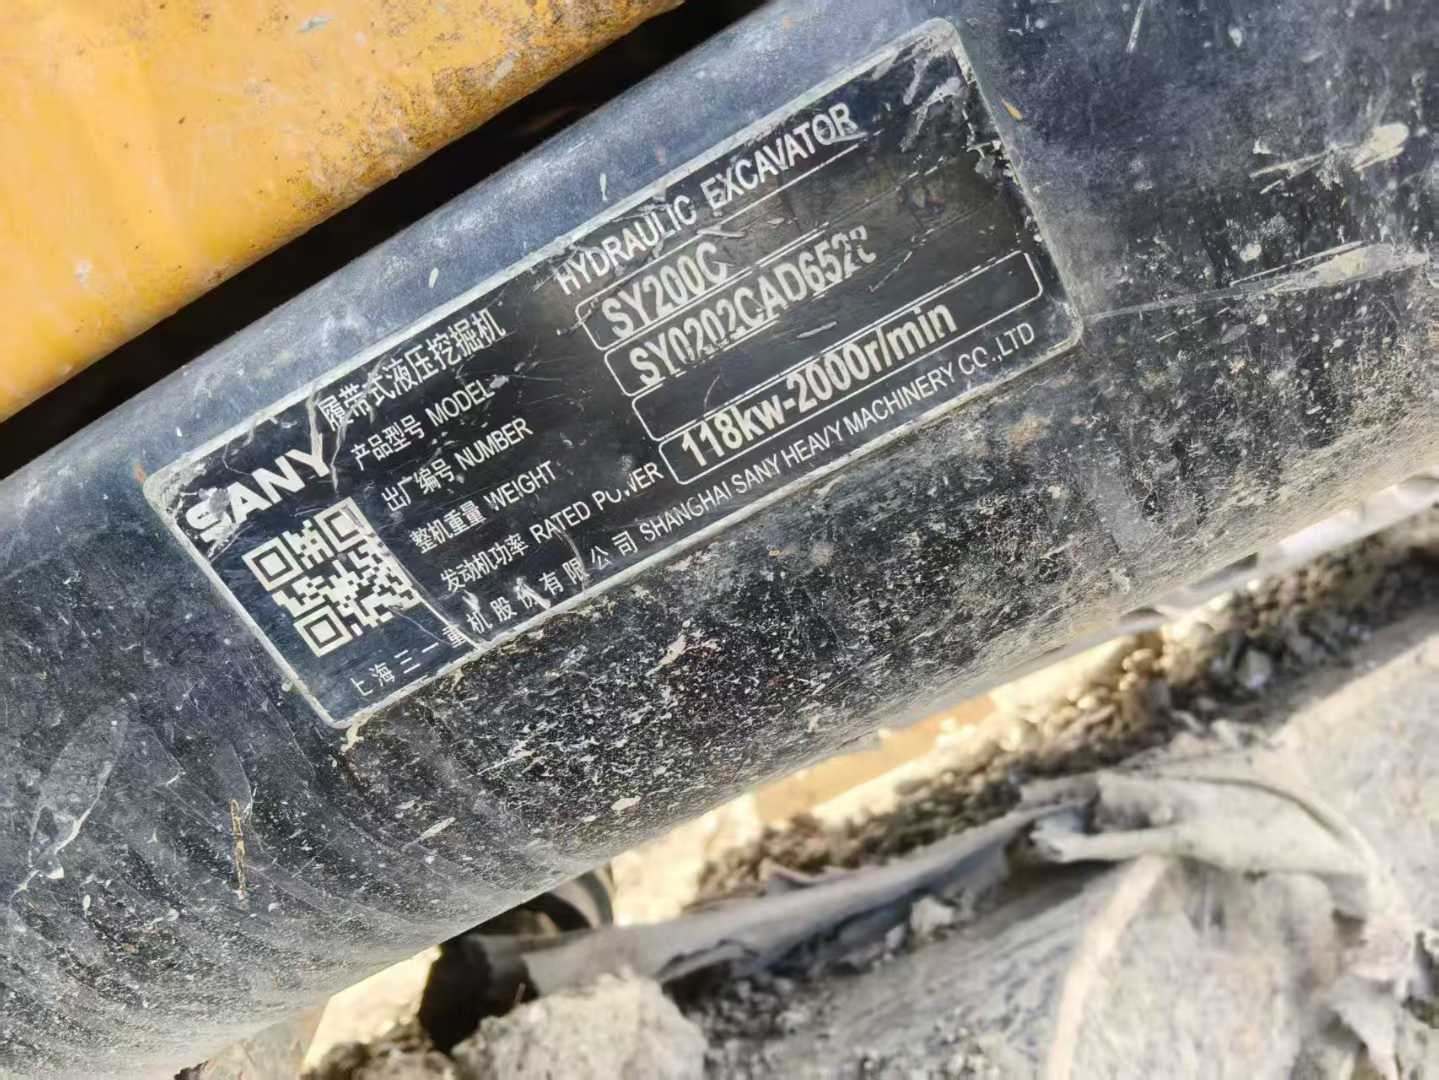 SANY
履带式液压挖掘机 HYDRAULIC EXCAVATOR
产品型号 MODEL SY200C
出厂编号 NUMBER
整机重量 WEIGHT
发动机功率 RATED POWER 118kw-2000r/min
上海三一重机股份有限公司 SHANGHAI SANY HEAVY MACHINERY CO.,LTD